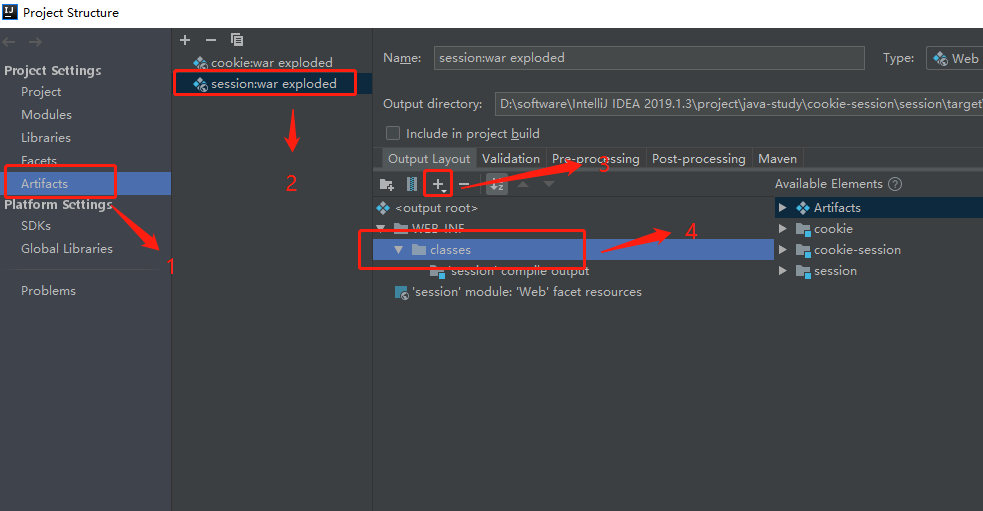 IJ Project Structure
Project Settings
Project
Modules
Libraries
Facets
Artifacts
Platform Settings
SDKs
Global Libraries
Problems
1
cookie:war exploded
session:war exploded
2
Name: session:war exploded Type: Web
Output directory: D:\software\IntelliJ IDEA 2019.1.3\project\java-study\cookie-session\session\target\
Include in project build
Output Layout Validation Pre-processing Post-processing Maven
3
<output root>
WEB-INF
classes
'session' compile output
'session' module: 'Web' facet resources
4
Available Elements ?
Artifacts
cookie
cookie-session
session